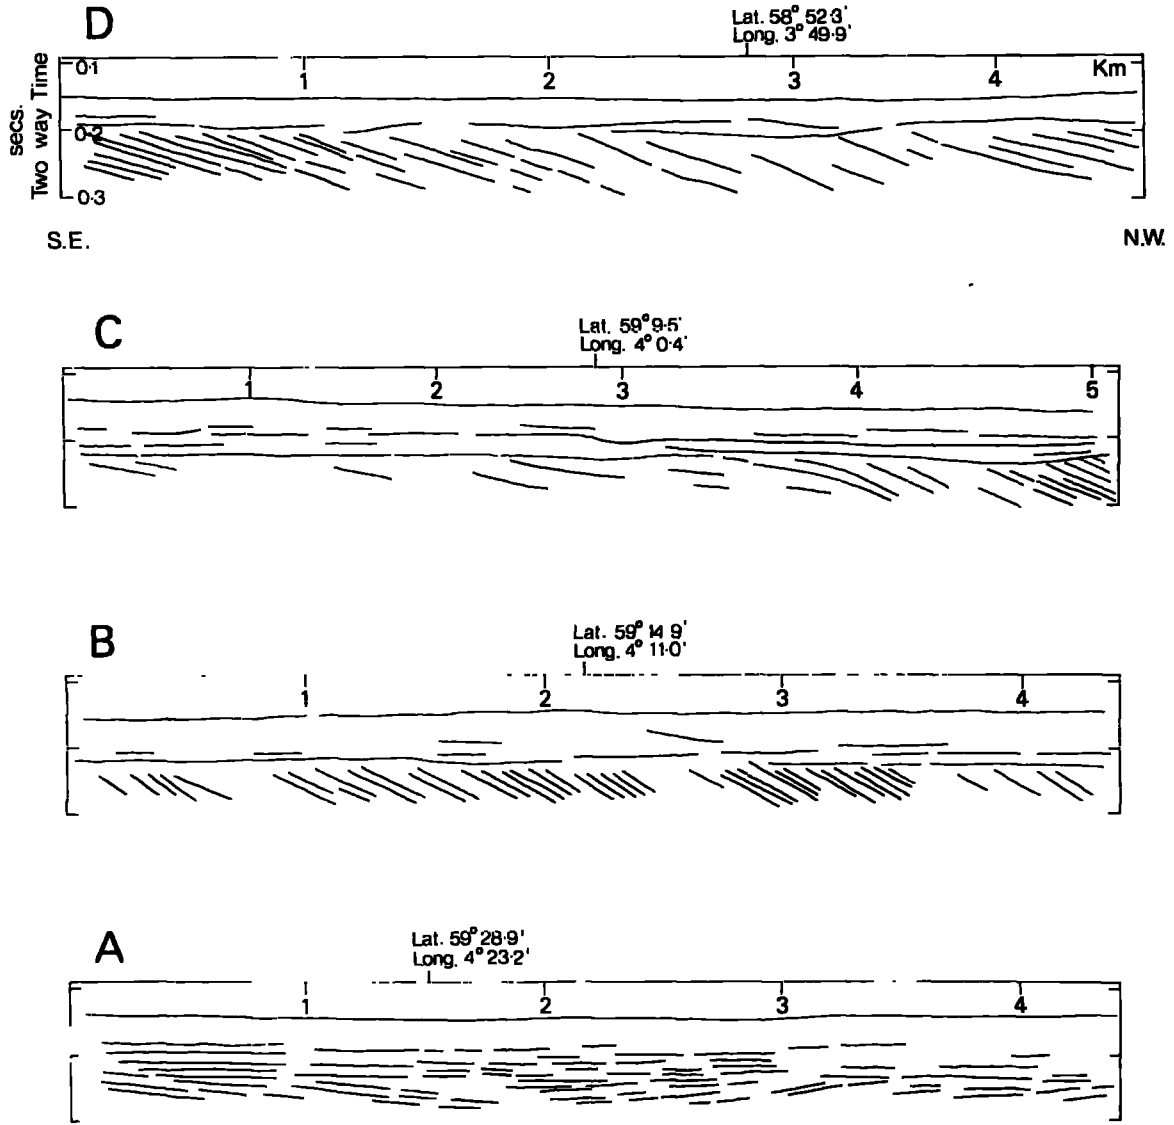 D
Lat. 58° 52·3'
Long. 3° 49·9'
secs.
Two way Time
0·1
0·2
0·3
1 2 3 4 Km
S.E. N.W.
C
Lat. 59° 9·5'
Long. 4° 0·4'
1 2 3 4 5
B
Lat. 59° 14 9'
Long. 4° 11·0'
1 2 3 4
A
Lat. 59° 28·9'
Long. 4° 23·2'
1 2 3 4